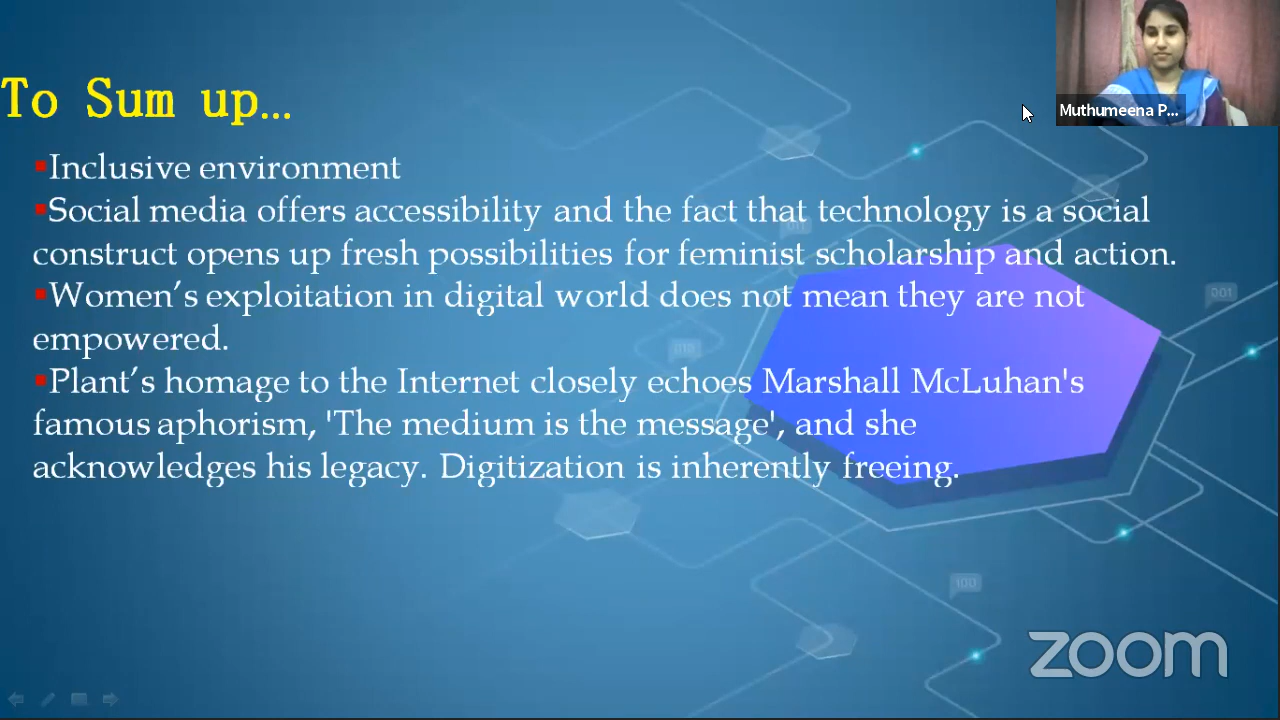 To Sum up...
Muthumeena P...
▪Inclusive environment
▪Social media offers accessibility and the fact that technology is a social
construct opens up fresh possibilities for feminist scholarship and action.
▪Women's exploitation in digital world does not mean they are not
empowered.
▪Plant's homage to the Internet closely echoes Marshall McLuhan's
famous aphorism, 'The medium is the message', and she
acknowledges his legacy. Digitization is inherently freeing.
001
100
zoom